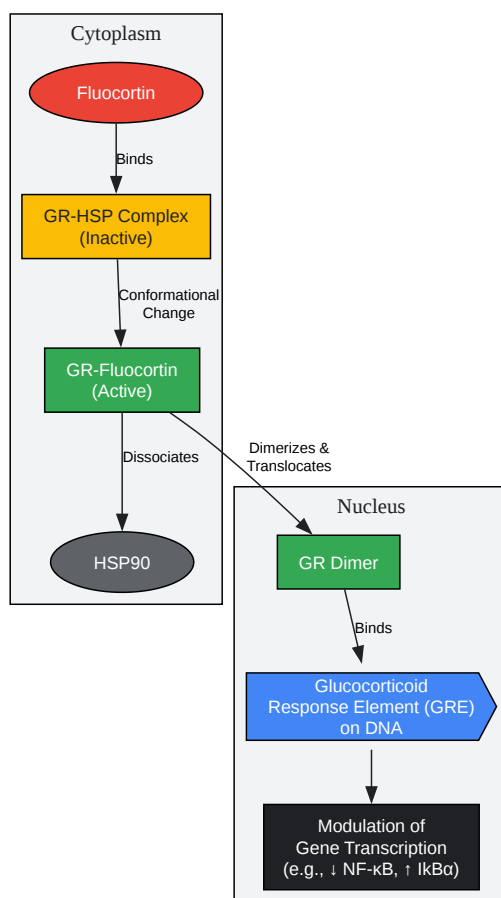 Cytoplasm
Fluocortin
Binds
GR-HSP Complex
(Inactive)
Conformational
Change
GR-Fluocortin
(Active)
Dissociates
HSP90
Dimerizes &
Translocates
Nucleus
GR Dimer
Binds
Glucocorticoid
Response Element (GRE)
on DNA
Modulation of
Gene Transcription
(e.g., ↓ NF-κB, ↑ IkBα)